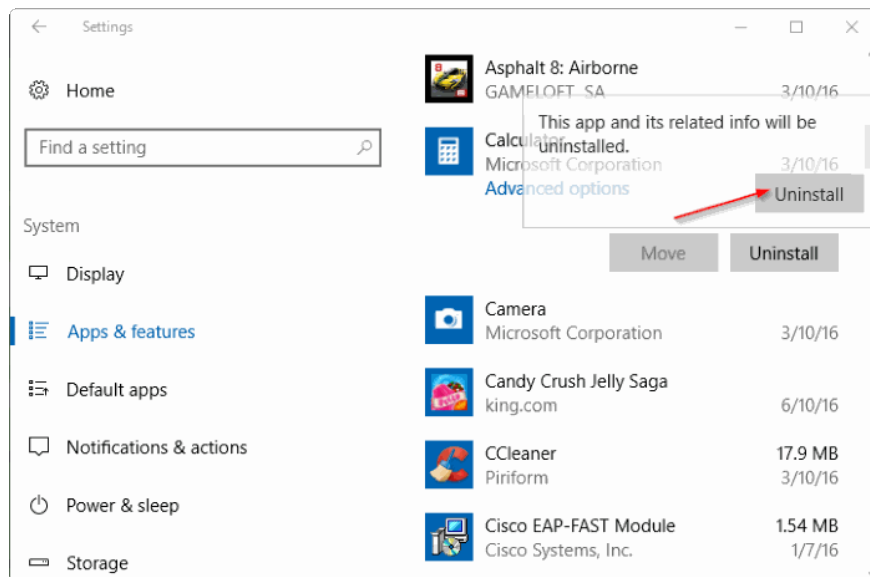 Settings
Home
Find a setting
System
Display
Apps & features
Default apps
Notifications & actions
Power & sleep
Storage
Asphalt 8: Airborne
GAMELOFT SA
3/10/16
This app and its related info will be
uninstalled.
Uninstall
Calculator
Microsoft Corporation
3/10/16
Advanced options
Move
Uninstall
Camera
Microsoft Corporation
3/10/16
Candy Crush Jelly Saga
king.com
6/10/16
CCleaner
17.9 MB
Piriform
3/10/16
Cisco EAP-FAST Module
1.54 MB
Cisco Systems, Inc.
1/7/16